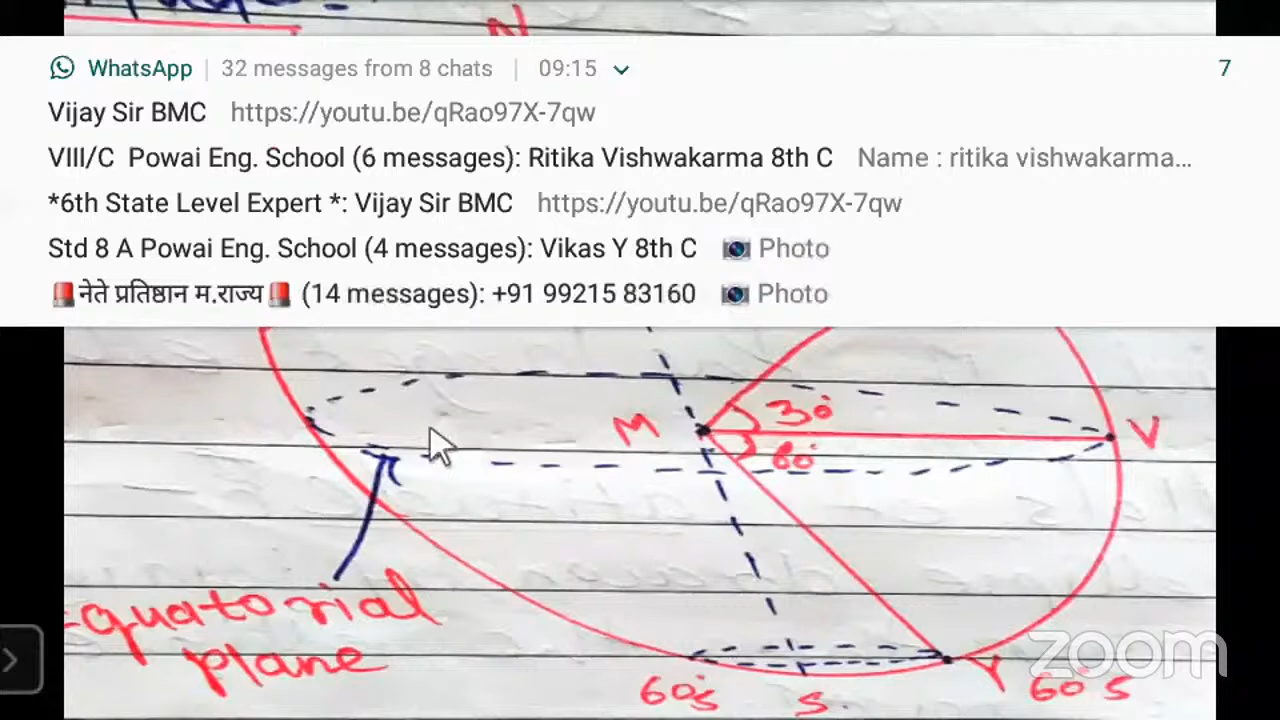 N
WhatsApp | 32 messages from 8 chats | 09:15 7
Vijay Sir BMC https://youtu.be/qRao97X-7qw
VIII/C Powai Eng. School (6 messages): Ritika Vishwakarma 8th C Name : ritika vishwakarma...
*6th State Level Expert *: Vijay Sir BMC https://youtu.be/qRao97X-7qw
Std 8 A Powai Eng. School (4 messages): Vikas Y 8th C Photo
नेते प्रतिष्ठान म.राज्य (14 messages): +91 99215 83160 Photo
30°
M V
60°
-quatorial
plane
zoom
60°S S. Y 60°S